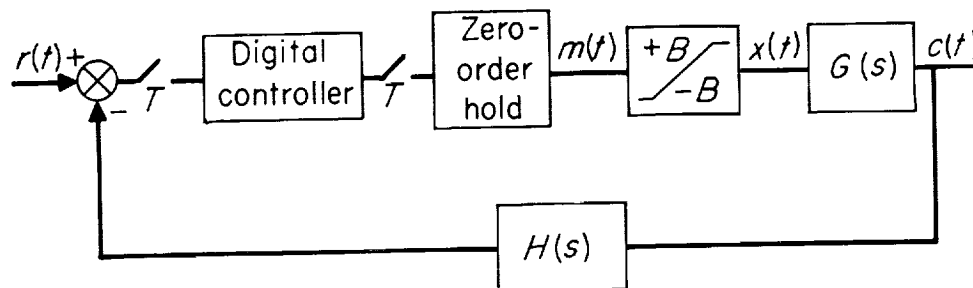 r(t) +
-
T
Digital
controller
T
Zero-
order
hold
m(t)
+B
-B
x(t)
G(s)
c(t)
H(s)